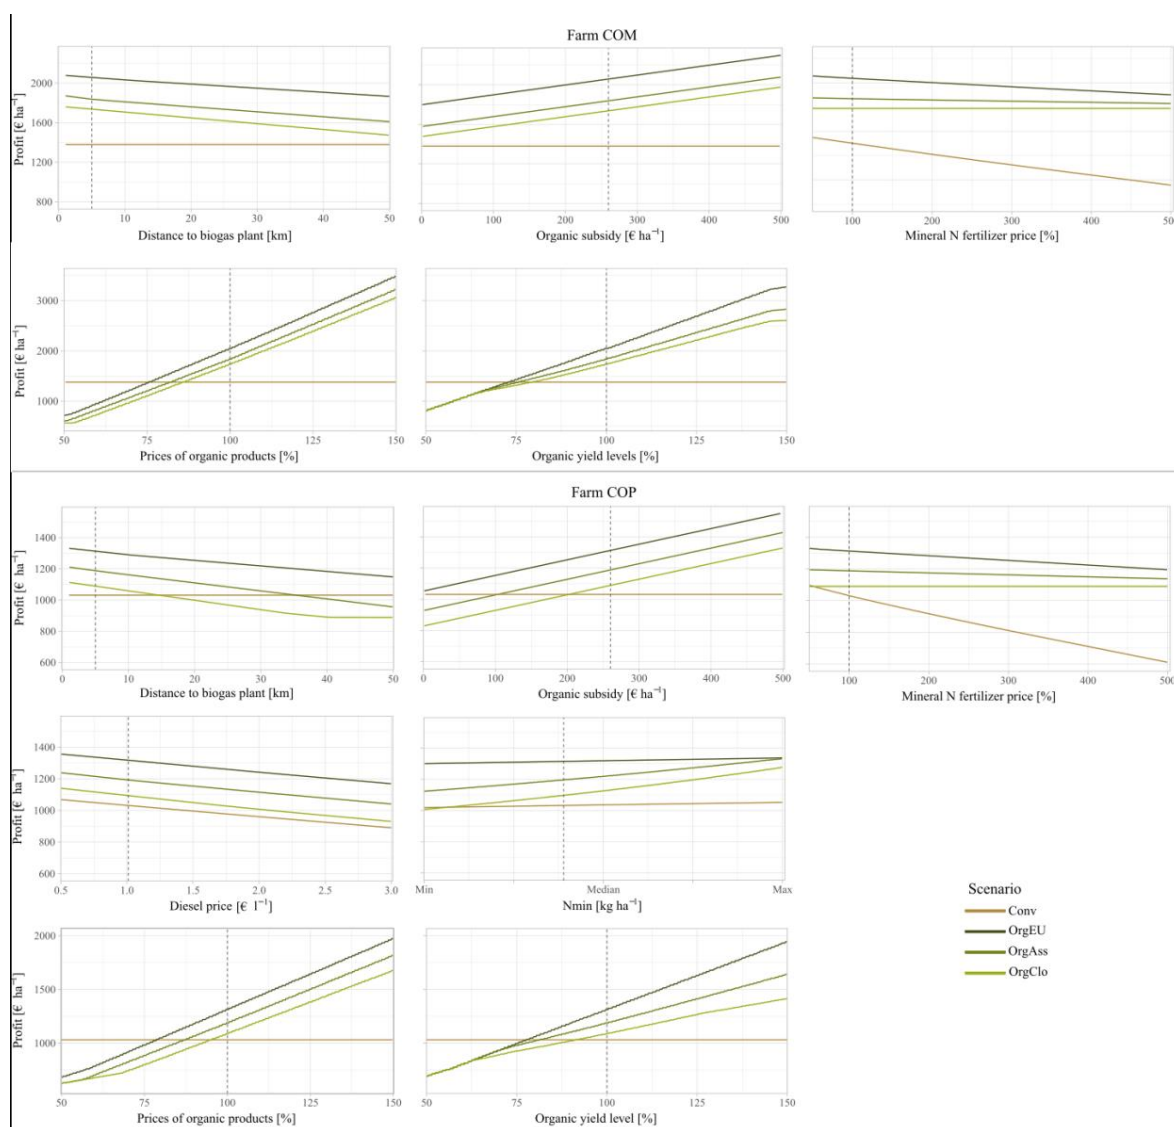 Farm COM
Profit [€ ha⁻¹]
2000
1600
1200
800
0 10 20 30 40 50
Distance to biogas plant [km]
0 100 200 300 400 500
Organic subsidy [€ ha⁻¹]
100 200 300 400 500
Mineral N fertilizer price [%]
Profit [€ ha⁻¹]
3000
2000
1000
50 75 100 125 150
Prices of organic products [%]
50 75 100 125 150
Organic yield levels [%]
Farm COP
Profit [€ ha⁻¹]
1400
1200
1000
800
600
0 10 20 30 40 50
Distance to biogas plant [km]
0 100 200 300 400 500
Organic subsidy [€ ha⁻¹]
100 200 300 400 500
Mineral N fertilizer price [%]
Profit [€ ha⁻¹]
1400
1200
1000
800
600
0.5 1.0 1.5 2.0 2.5 3.0
Diesel price [€ l⁻¹]
Min Median Max
Nmin [kg ha⁻¹]
Scenario
Conv
OrgEU
OrgAss
OrgClo
Profit [€ ha⁻¹]
2000
1500
1000
50 75 100 125 150
Prices of organic products [%]
50 75 100 125 150
Organic yield level [%]